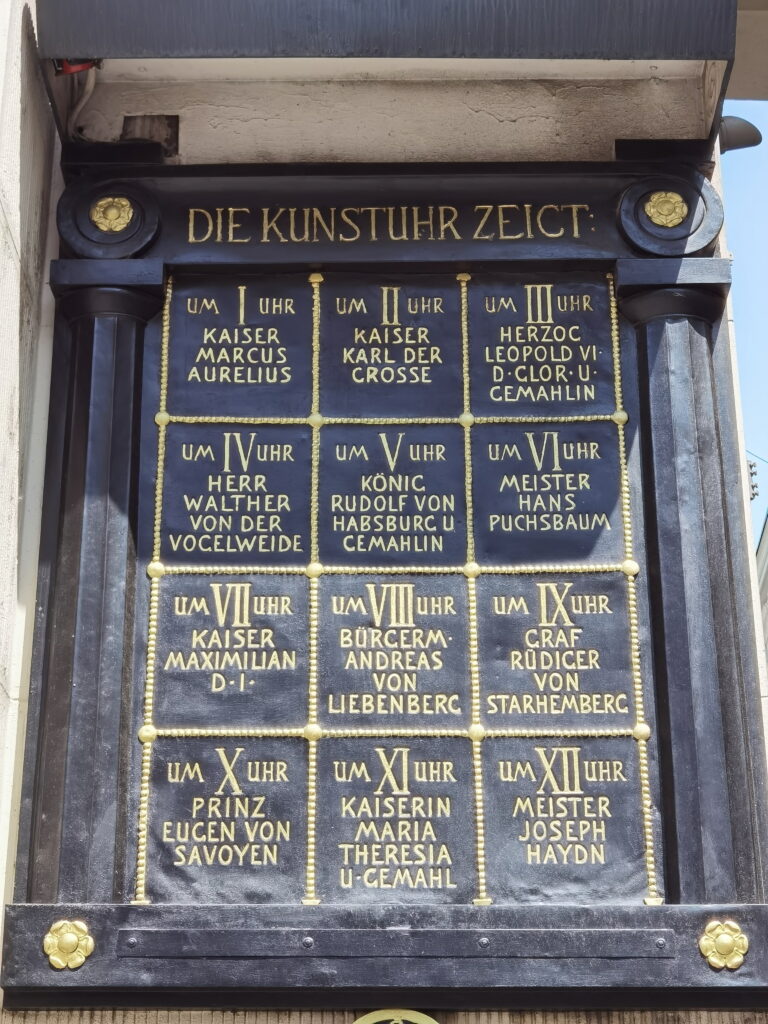 DIE KUNSTUHR ZEIGT:
UM I UHR
KAISER
MARCUS
AURELIUS
UM II UHR
KAISER
KARL DER
GROSSE
UM III UHR
HERZOG
LEOPOLD VI·
D·GLOR·U·
GEMAHLIN
UM IV UHR
HERR
WALTHER
VON DER
VOGELWEIDE
UM V UHR
KÖNIG
RUDOLF VON
HABSBURG U
GEMAHLIN
UM VI UHR
MEISTER
HANS
PUCHSBAUM
UM VII UHR
KAISER
MAXIMILIAN
D·I·
UM VIII UHR
BÜRGERM·
ANDREAS
VON
LIEBENBERG
UM IX UHR
GRAF
RÜDIGER
VON
STARHEMBERG
UM X UHR
PRINZ
EUGEN VON
SAVOYEN
UM XI UHR
KAISERIN
MARIA
THERESIA
U·GEMAHL
UM XII UHR
MEISTER
JOSEPH
HAYDN